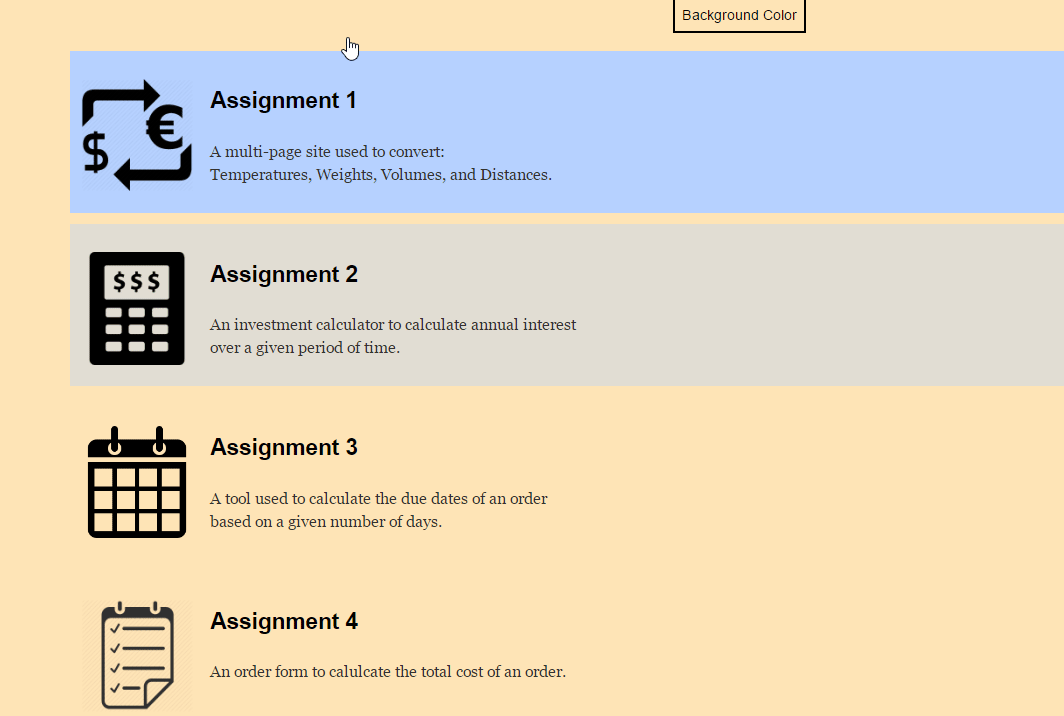 Background Color
Assignment 1
A multi-page site used to convert:
Temperatures, Weights, Volumes, and Distances.
$ €
Assignment 2
$$$
An investment calculator to calculate annual interest
over a given period of time.
Assignment 3
A tool used to calculate the due dates of an order
based on a given number of days.
Assignment 4
An order form to calulcate the total cost of an order.